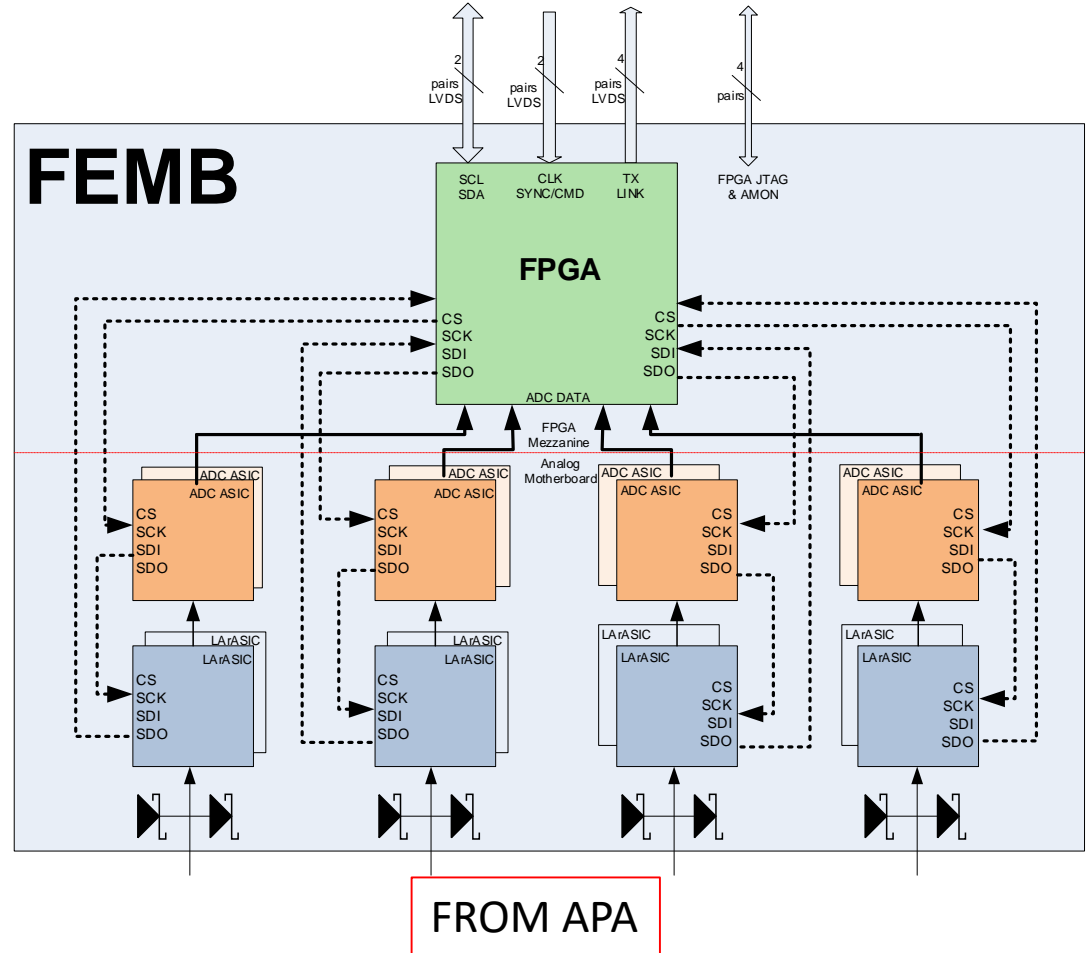 2
pairs
LVDS
2
pairs
LVDS
4
pairs
LVDS
4
pairs
FEMB
SCL
SDA
CLK
SYNC/CMD
TX
LINK
FPGA JTAG
& AMON
FPGA
CS
SCK
SDI
SDO
CS
SCK
SDI
SDO
ADC DATA
FPGA
Mezzanine
Analog
Motherboard
ADC ASIC
ADC ASIC
CS
SCK
SDI
SDO
ADC ASIC
ADC ASIC
CS
SCK
SDI
SDO
ADC ASIC
ADC ASIC
CS
SCK
SDI
SDO
ADC ASIC
ADC ASIC
CS
SCK
SDI
SDO
LArASIC
LArASIC
CS
SCK
SDI
SDO
LArASIC
LArASIC
CS
SCK
SDI
SDO
LArASIC
LArASIC
CS
SCK
SDI
SDO
LArASIC
LArASIC
CS
SCK
SDI
SDO
FROM APA